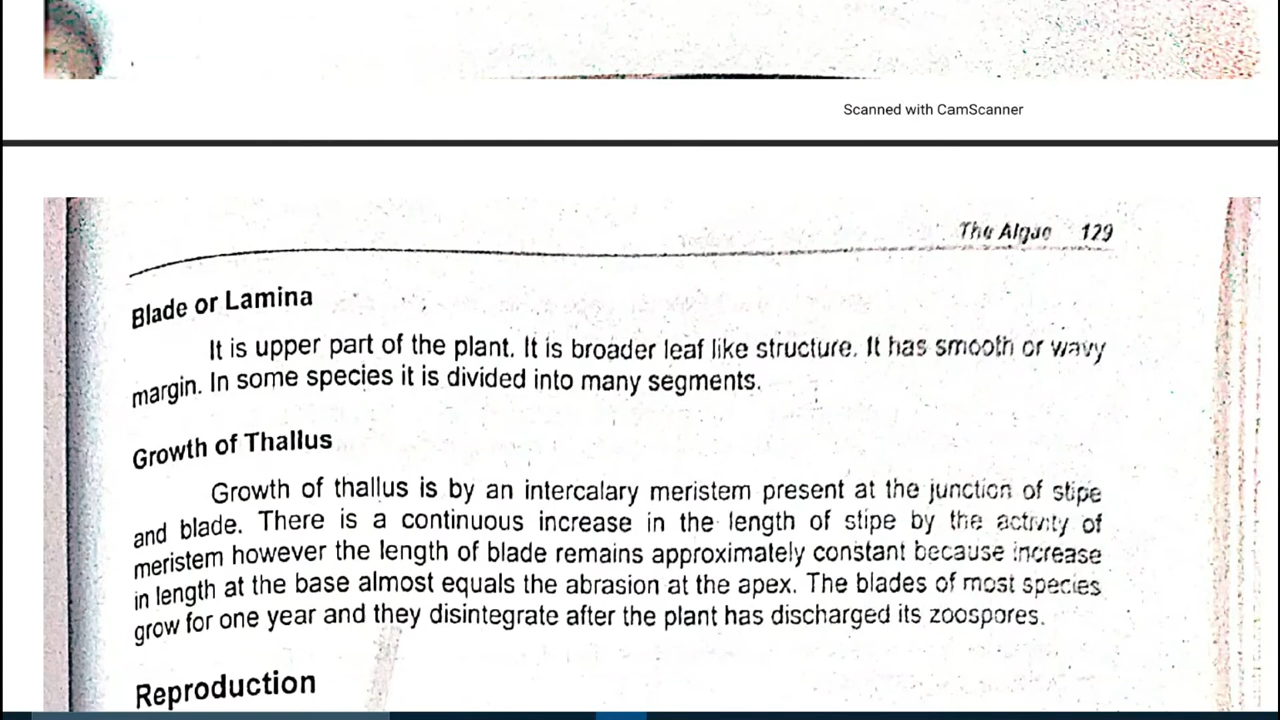 Scanned with CamScanner
The Algae 129
Blade or Lamina
It is upper part of the plant. It is broader leaf like structure. It has smooth or wavy
margin. In some species it is divided into many segments.
Growth of Thallus
Growth of thallus is by an intercalary meristem present at the junction of stipe
and blade. There is a continuous increase in the length of stipe by the activity of
meristem however the length of blade remains approximately constant because increase
in length at the base almost equals the abrasion at the apex. The blades of most species
grow for one year and they disintegrate after the plant has discharged its zoospores.
Reproduction